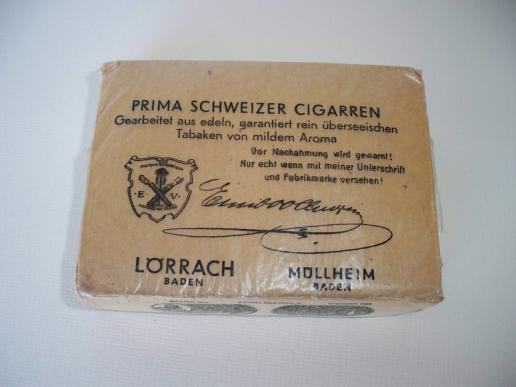 PRIMA SCHWEIZER CIGARREN
Gearbeitet aus edeln, garantiert rein überseeischen
Tabaken von mildem Aroma
Vor Nachahmung wird gewarnt!
Nur echt wenn mit meiner Unterschrift
und Fabrikmarke versehen!
E. V.
LÖRRACH
BADEN
MÜLLHEIM
BADEN